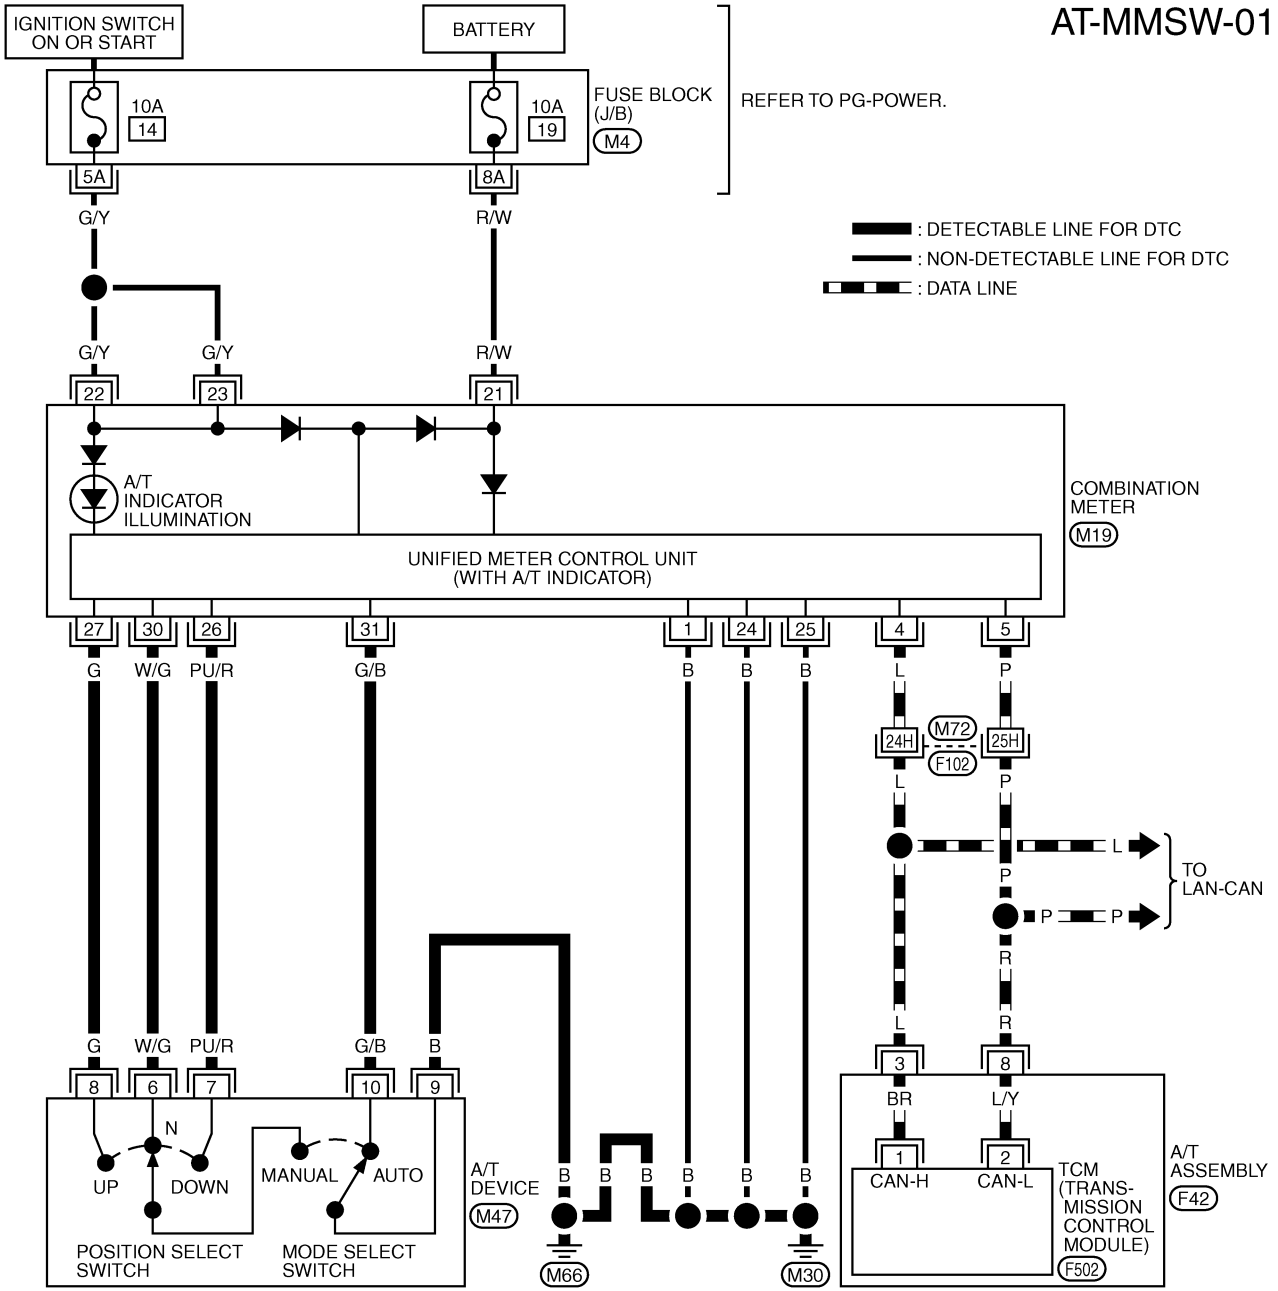 AT-MMSW-01
IGNITION SWITCH
ON OR START
BATTERY
10A
14
10A
19
FUSE BLOCK
(J/B)
M4
REFER TO PG-POWER.
5A
8A
G/Y
R/W
: DETECTABLE LINE FOR DTC
: NON-DETECTABLE LINE FOR DTC
: DATA LINE
G/Y
G/Y
R/W
22
23
21
A/T
INDICATOR
ILLUMINATION
COMBINATION
METER
M19
UNIFIED METER CONTROL UNIT
(WITH A/T INDICATOR)
27
30
26
31
1
24
25
4
5
G
W/G
PU/R
G/B
B
B
B
L
P
24H
M72
25H
F102
L
P
L
P
P
P
TO
LAN-CAN
R
L
R
G
W/G
PU/R
G/B
B
3
8
8
6
7
10
9
BR
L/Y
N
1
2
UP
DOWN
MANUAL
AUTO
POSITION SELECT
SWITCH
MODE SELECT
SWITCH
A/T
DEVICE
M47
B
B
B
B
B
B
M66
M30
CAN-H
CAN-L
TCM
(TRANS-
MISSION
CONTROL
MODULE)
F502
A/T
ASSEMBLY
F42